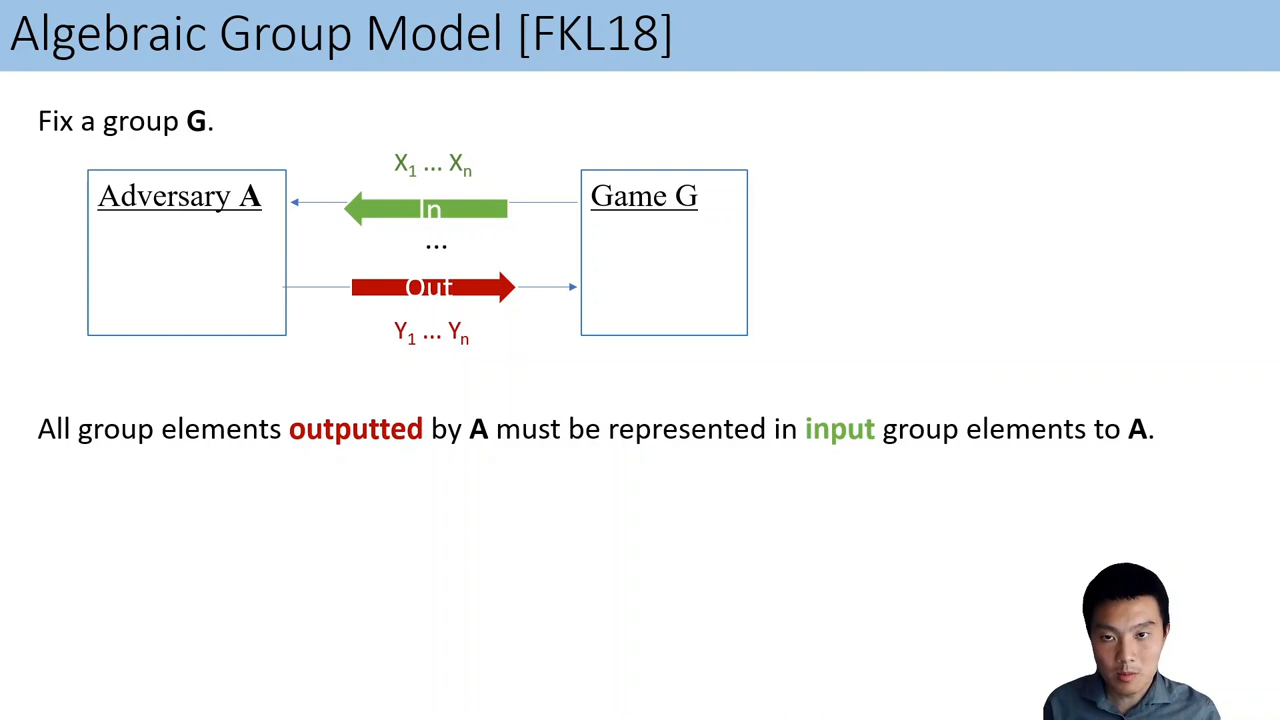 Algebraic Group Model [FKL18]
Fix a group G.
X1 ... Xn
Adversary A
In
Game G
...
Out
Y1 ... Yn
All group elements outputted by A must be represented in input group elements to A.